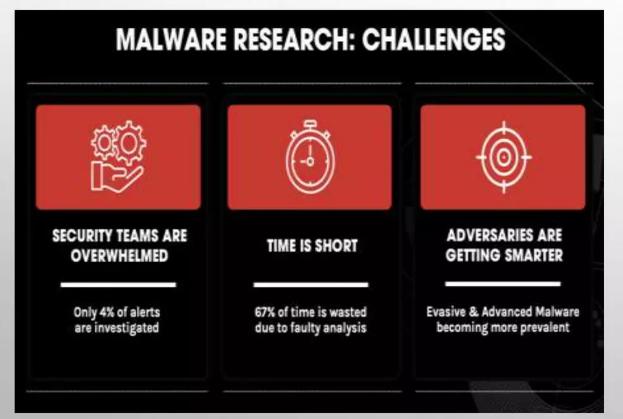 MALWARE RESEARCH: CHALLENGES
SECURITY TEAMS ARE
OVERWHELMED
Only 4% of alerts
are investigated
TIME IS SHORT
67% of time is wasted
due to faulty analysis
ADVERSARIES ARE
GETTING SMARTER
Evasive & Advanced Malware
becoming more prevalent